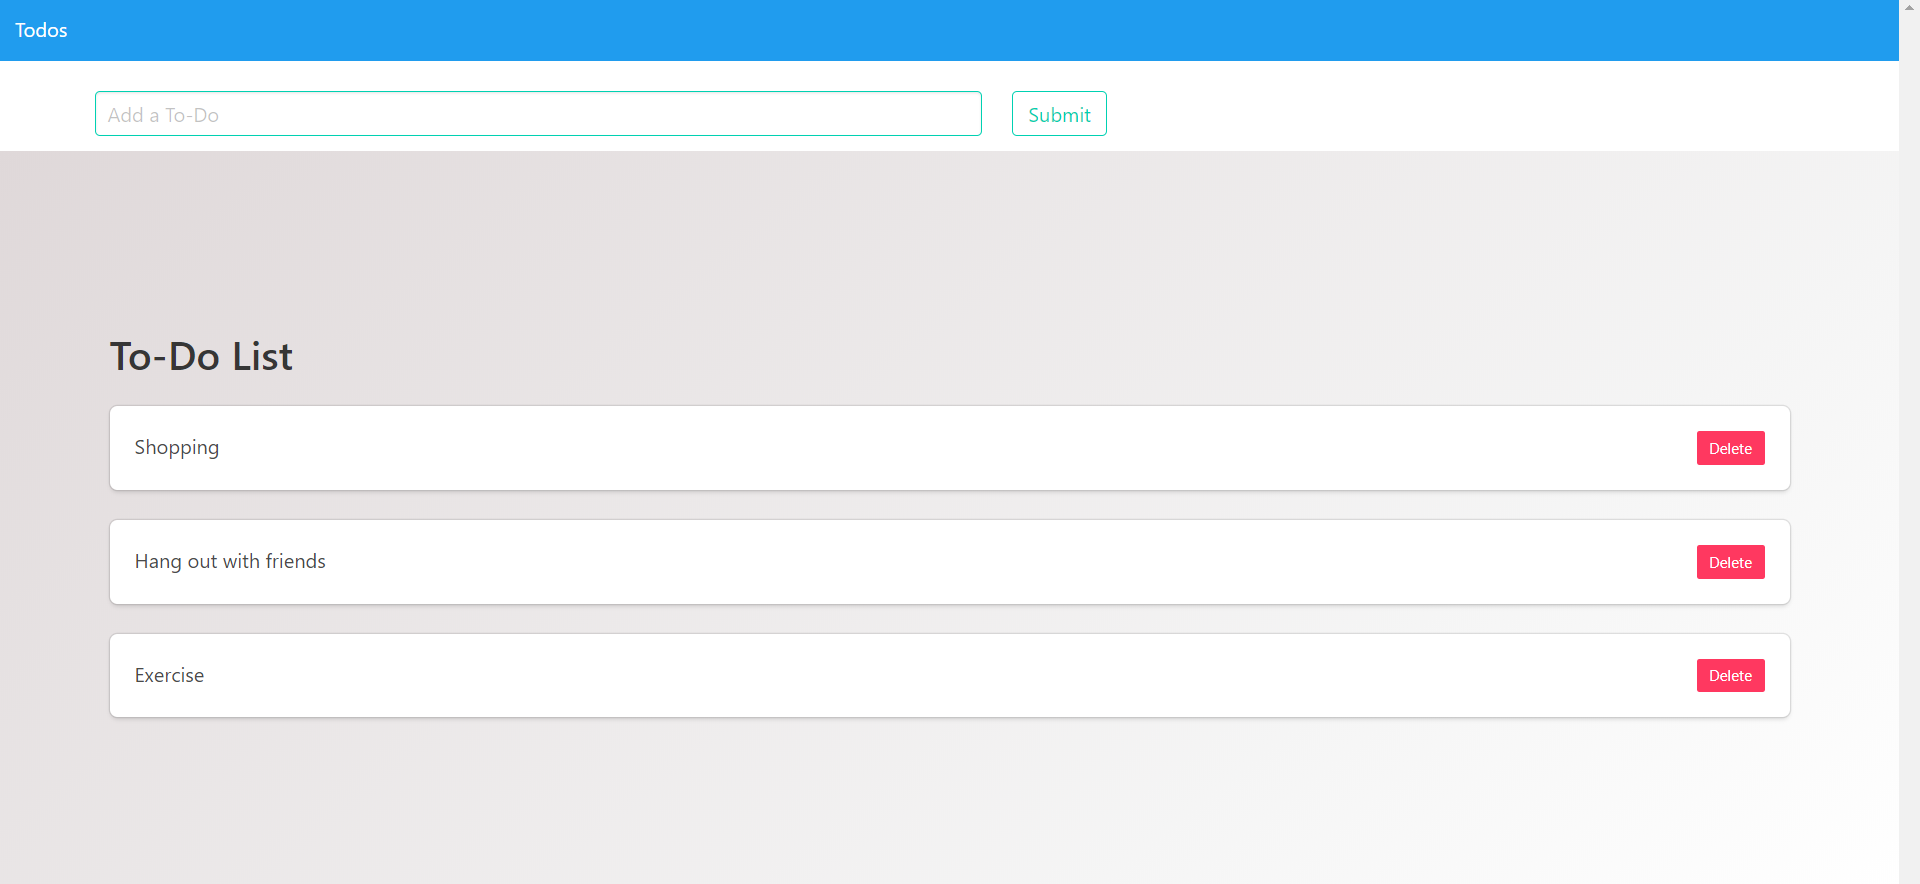 Todos
Add a To-Do
Submit
To-Do List
Shopping
Delete
Hang out with friends
Delete
Exercise
Delete